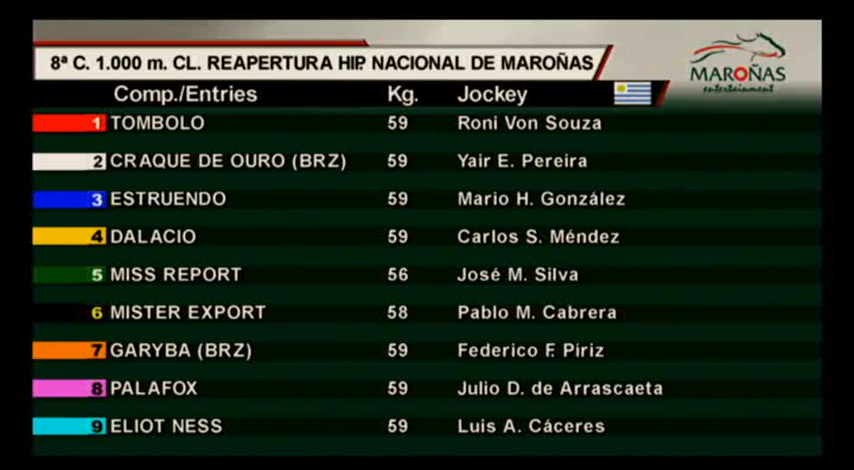 8ª C. 1.000 m. CL. REAPERTURA HIP. NACIONAL DE MAROÑAS
MAROÑAS
entertainment
Comp./Entries Kg. Jockey
1 TOMBOLO 59 Roni Von Souza
2 CRAQUE DE OURO (BRZ) 59 Yair E. Pereira
3 ESTRUENDO 59 Mario H. González
4 DALACIO 59 Carlos S. Méndez
5 MISS REPORT 56 José M. Silva
6 MISTER EXPORT 58 Pablo M. Cabrera
7 GARYBA (BRZ) 59 Federico F. Píriz
8 PALAFOX 59 Julio D. de Arrascaeta
9 ELIOT NESS 59 Luis A. Cáceres